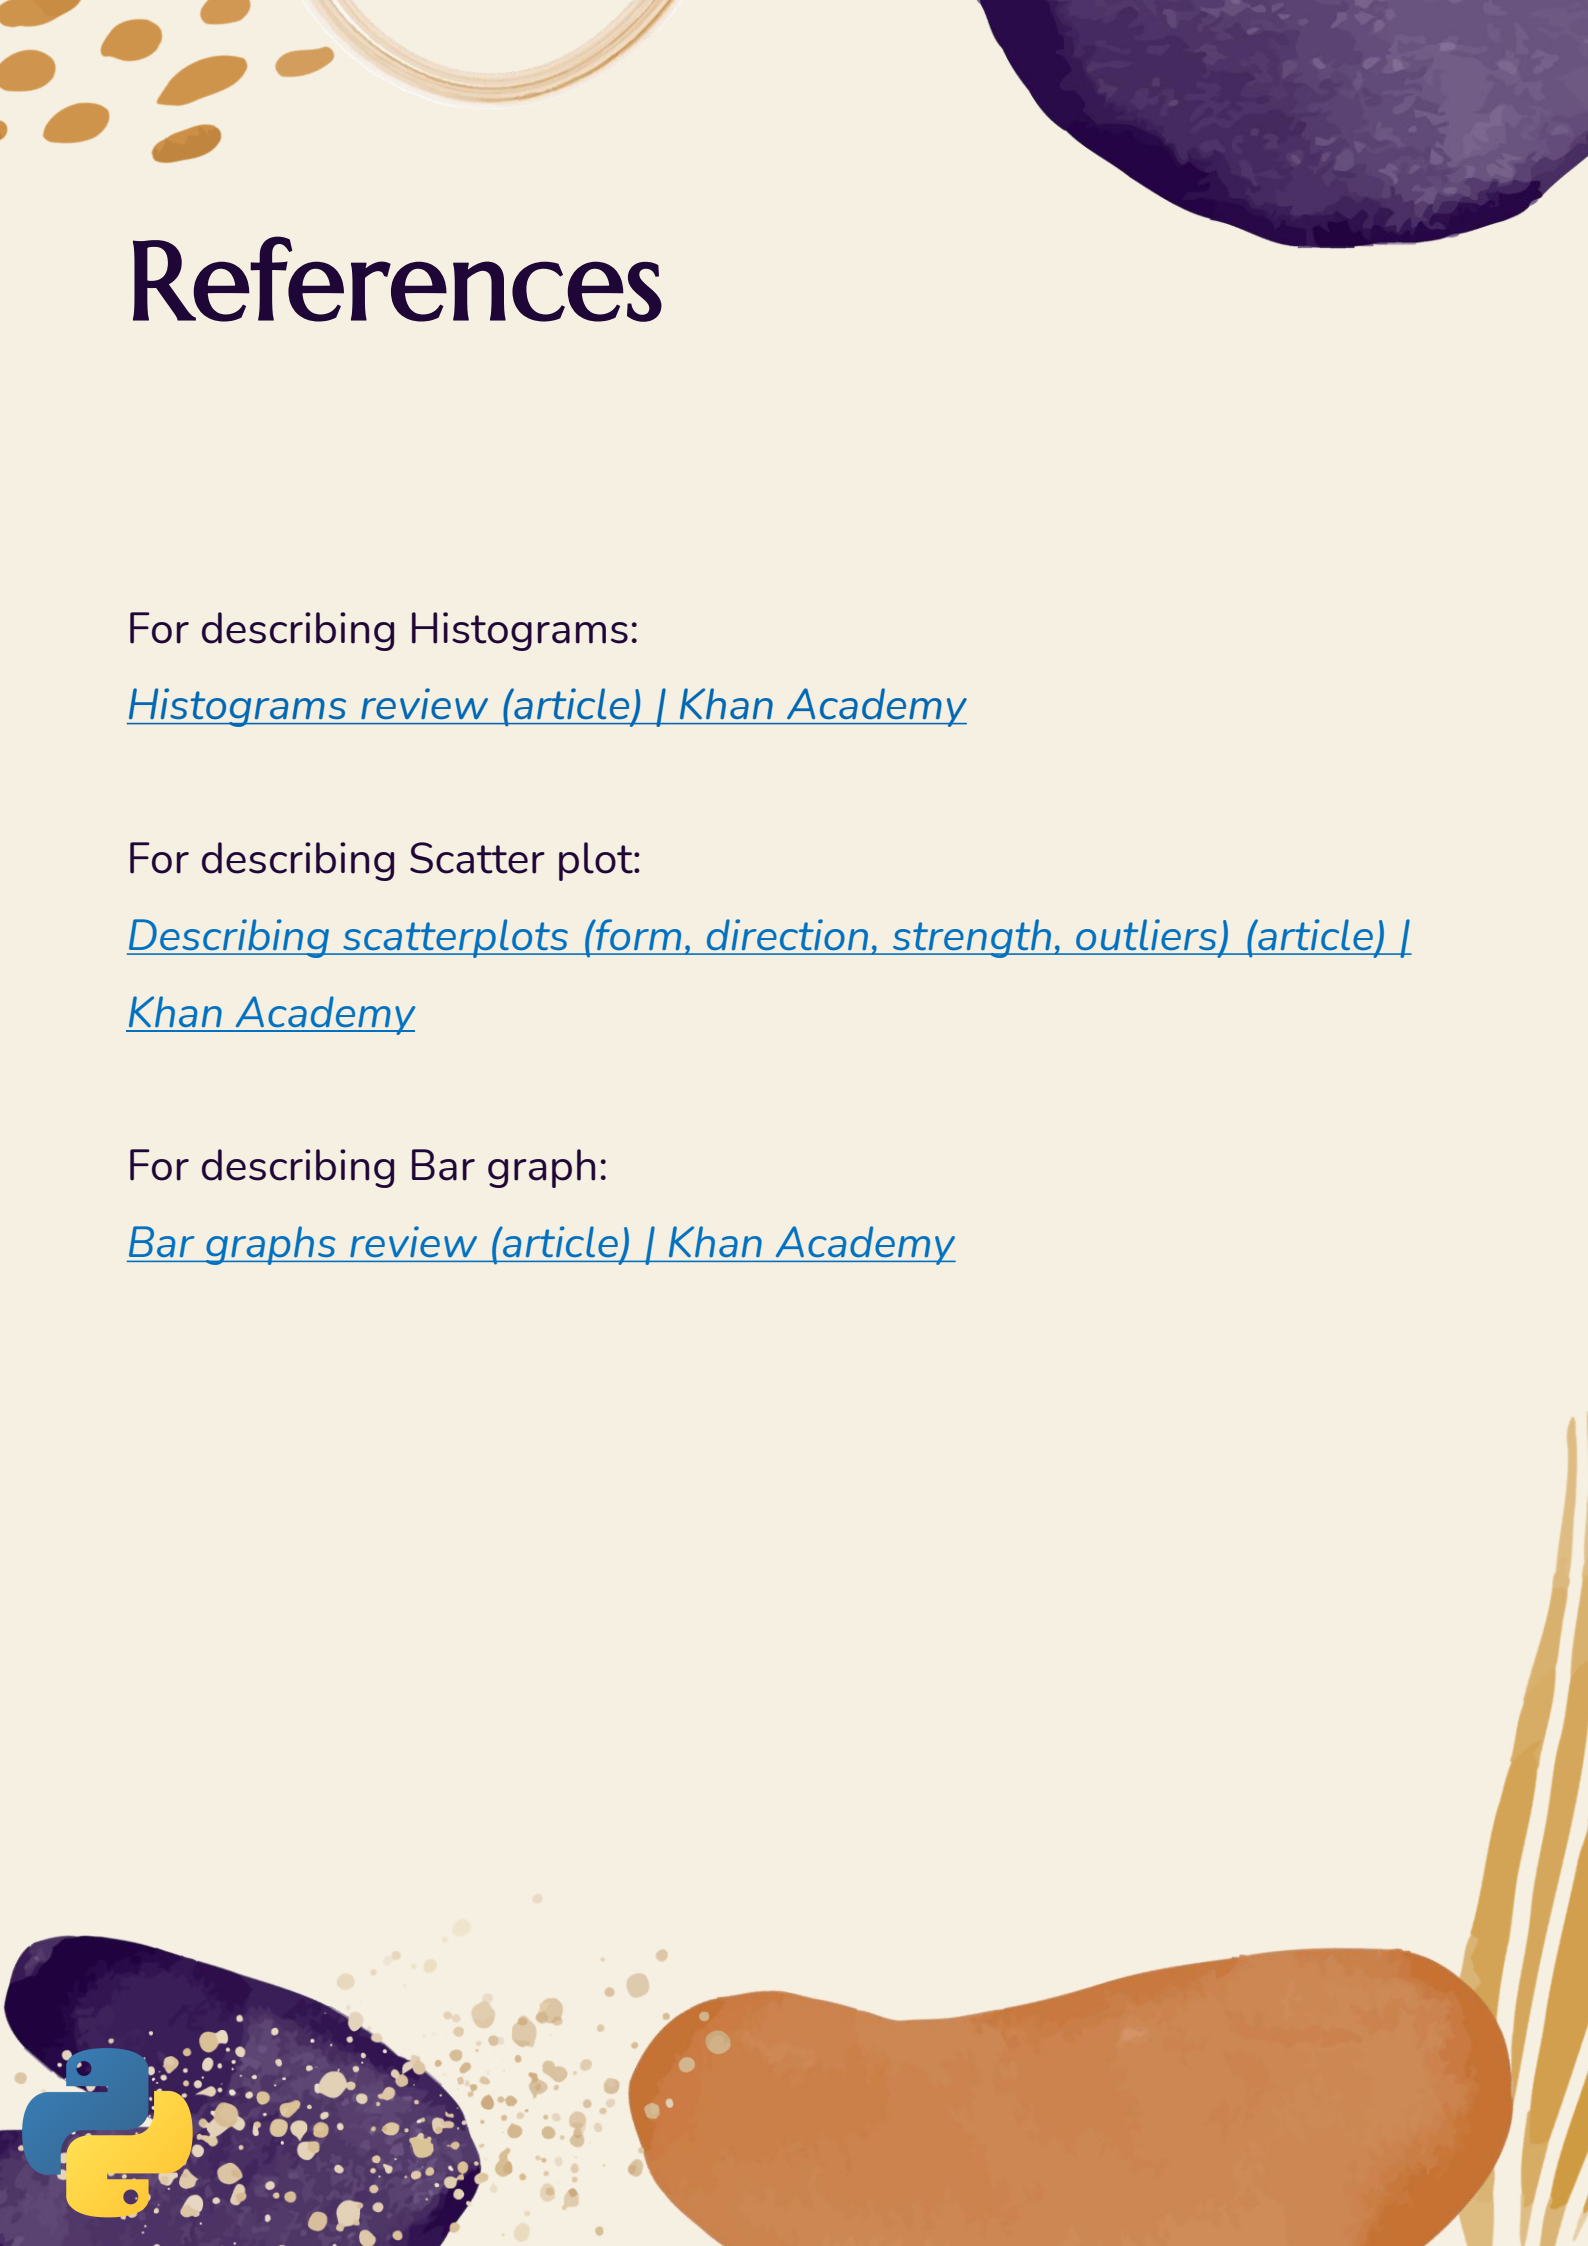 References
For describing Histograms:
Histograms review (article) | Khan Academy
For describing Scatter plot:
Describing scatterplots (form, direction, strength, outliers) (article) |
Khan Academy
For describing Bar graph:
Bar graphs review (article) | Khan Academy